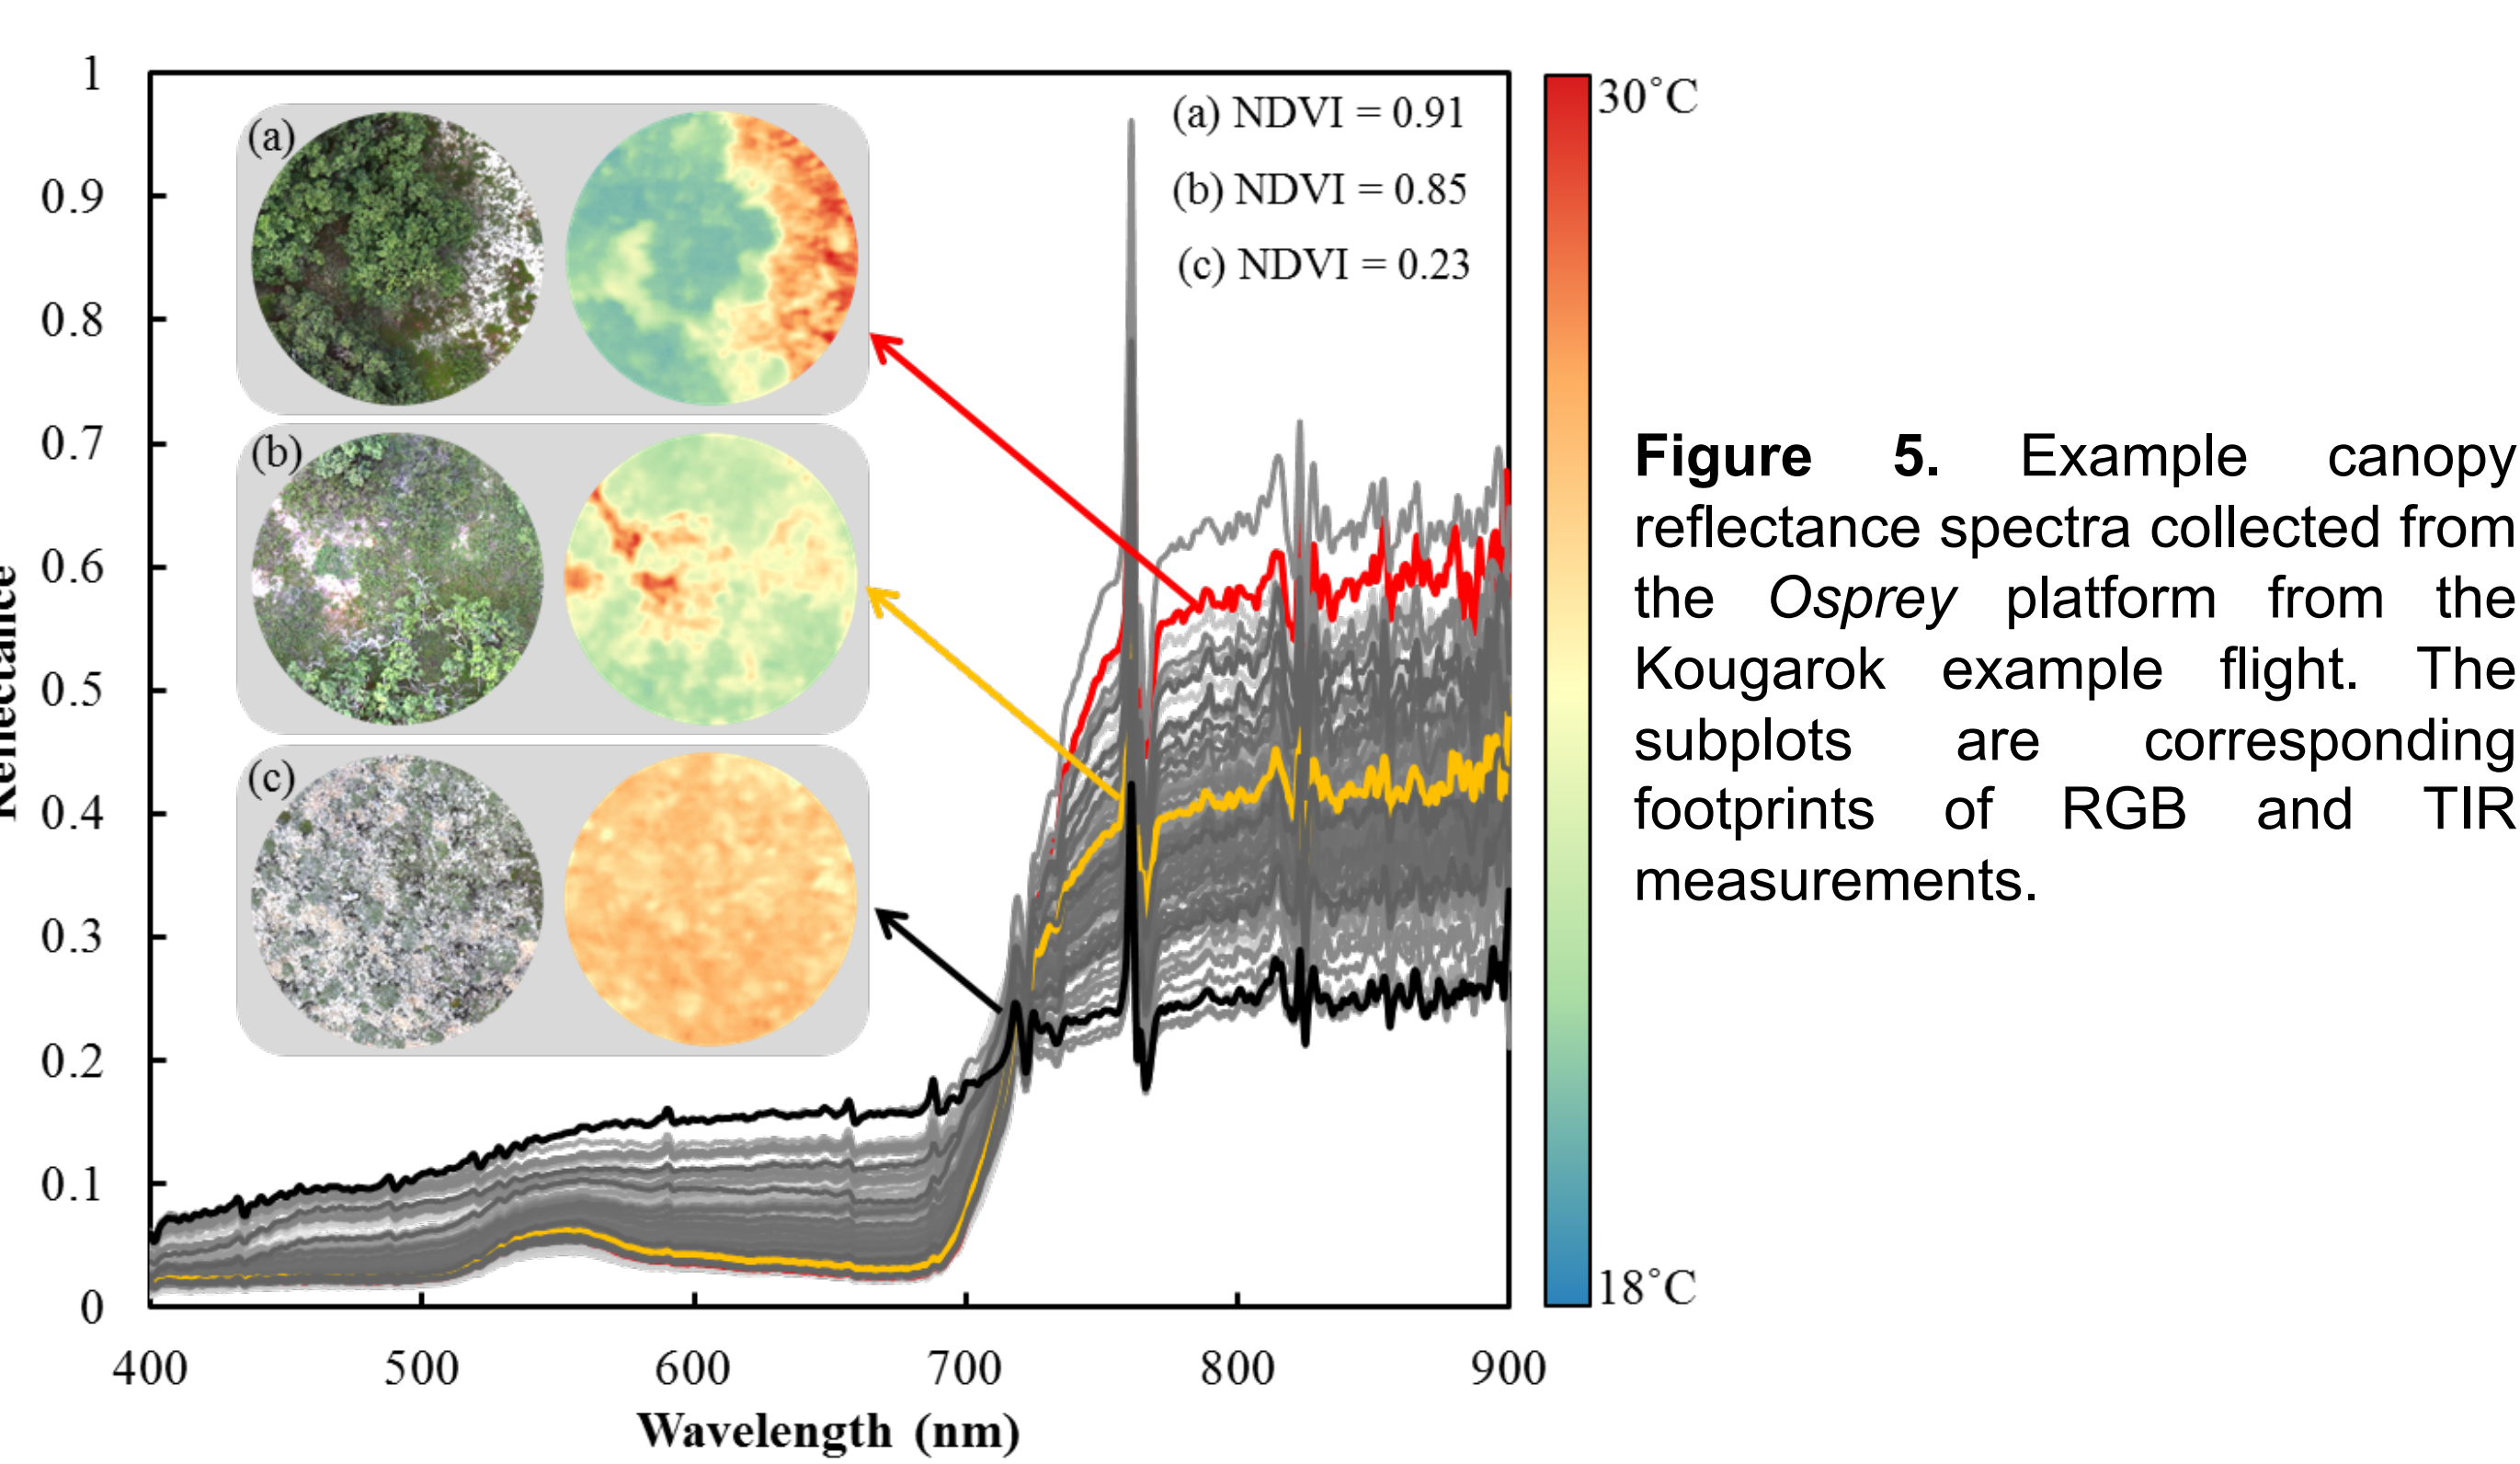 1
0.9
0.8
0.7
0.6
0.5
0.4
0.3
0.2
0.1
0
Reflectance
400 500 600 700 800 900
Wavelength (nm)
(a)
(b)
(c)
(a) NDVI = 0.91
(b) NDVI = 0.85
(c) NDVI = 0.23
30°C
18°C
Figure 5. Example canopy
reflectance spectra collected from
the Osprey platform from the
Kougarok example flight. The
subplots are corresponding
footprints of RGB and TIR
measurements.